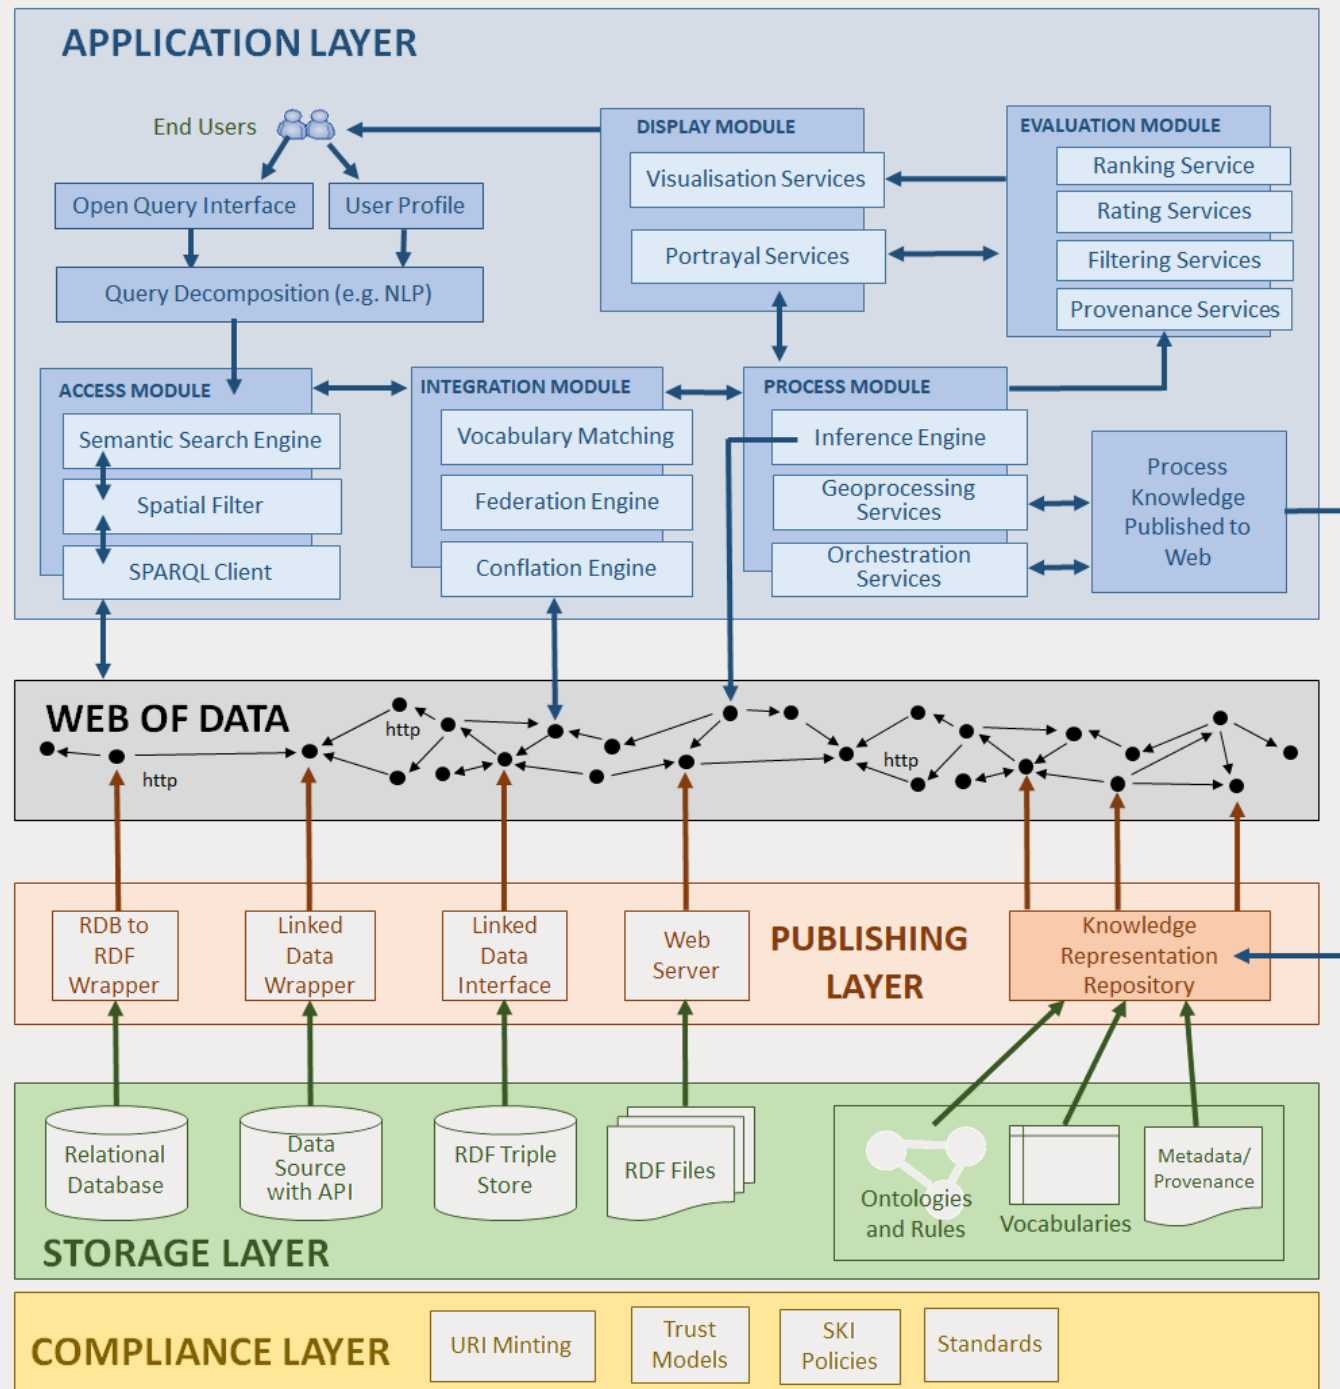 APPLICATION LAYER
End Users
Open Query Interface
User Profile
Query Decomposition (e.g. NLP)
DISPLAY MODULE
Visualisation Services
Portrayal Services
EVALUATION MODULE
Ranking Service
Rating Services
Filtering Services
Provenance Services
ACCESS MODULE
Semantic Search Engine
Spatial Filter
SPARQL Client
INTEGRATION MODULE
Vocabulary Matching
Federation Engine
Conflation Engine
PROCESS MODULE
Inference Engine
Geoprocessing
Services
Orchestration
Services
Process
Knowledge
Published to
Web
WEB OF DATA
http
http
http
RDB to
RDF
Wrapper
Linked
Data
Wrapper
Linked
Data
Interface
Web
Server
PUBLISHING
LAYER
Knowledge
Representation
Repository
Relational
Database
Data
Source
with API
RDF Triple
Store
RDF Files
Ontologies
and Rules
Vocabularies
Metadata/
Provenance
STORAGE LAYER
COMPLIANCE LAYER
URI Minting
Trust
Models
SKI
Policies
Standards